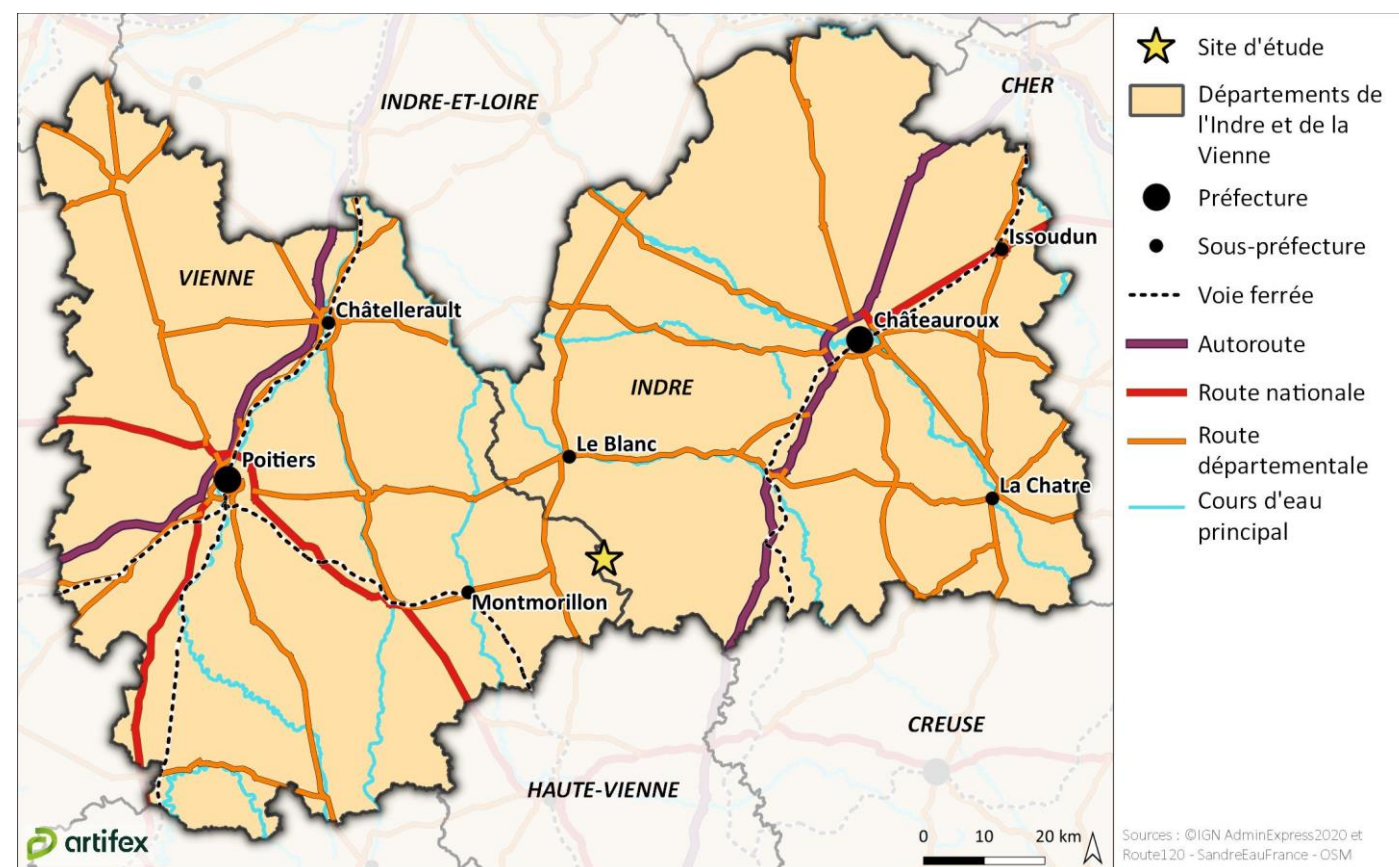 INDRE-ET-LOIRE
CHER
VIENNE
Issoudun
Châtellerault
Châteauroux
INDRE
Le Blanc
Poitiers
La Chatre
Montmorillon
CREUSE
HAUTE-VIENNE
artifex
0 10 20 km
Site d'étude
Départements de
l'Indre et de la
Vienne
Préfecture
Sous-préfecture
Voie ferrée
Autoroute
Route nationale
Route
départementale
Cours d'eau
principal
Sources : ©IGN AdminExpress2020 et
Route120 - SandreEauFrance - OSM